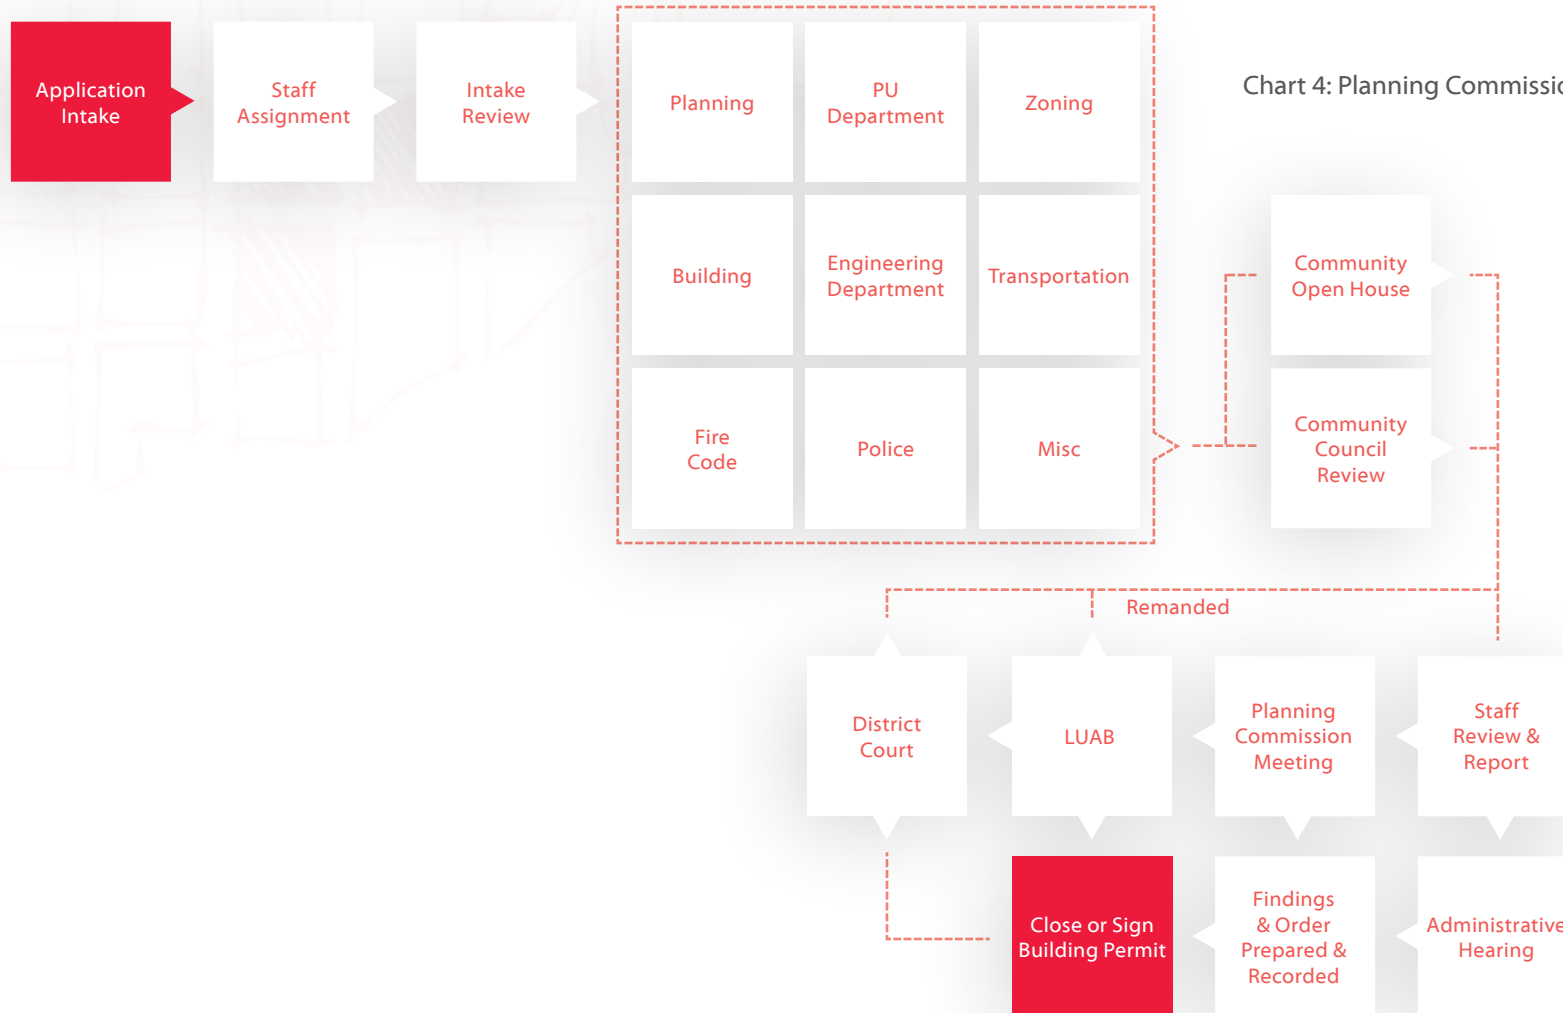 Application
Intake
Staff
Assignment
Intake
Review
Planning
PU
Department
Zoning
Chart 4: Planning Commissio
Building
Engineering
Department
Transportation
Community
Open House
Fire
Code
Police
Misc
Community
Council
Review
Remanded
District
Court
LUAB
Planning
Commission
Meeting
Staff
Review &
Report
Close or Sign
Building Permit
Findings
& Order
Prepared &
Recorded
Administrative
Hearing